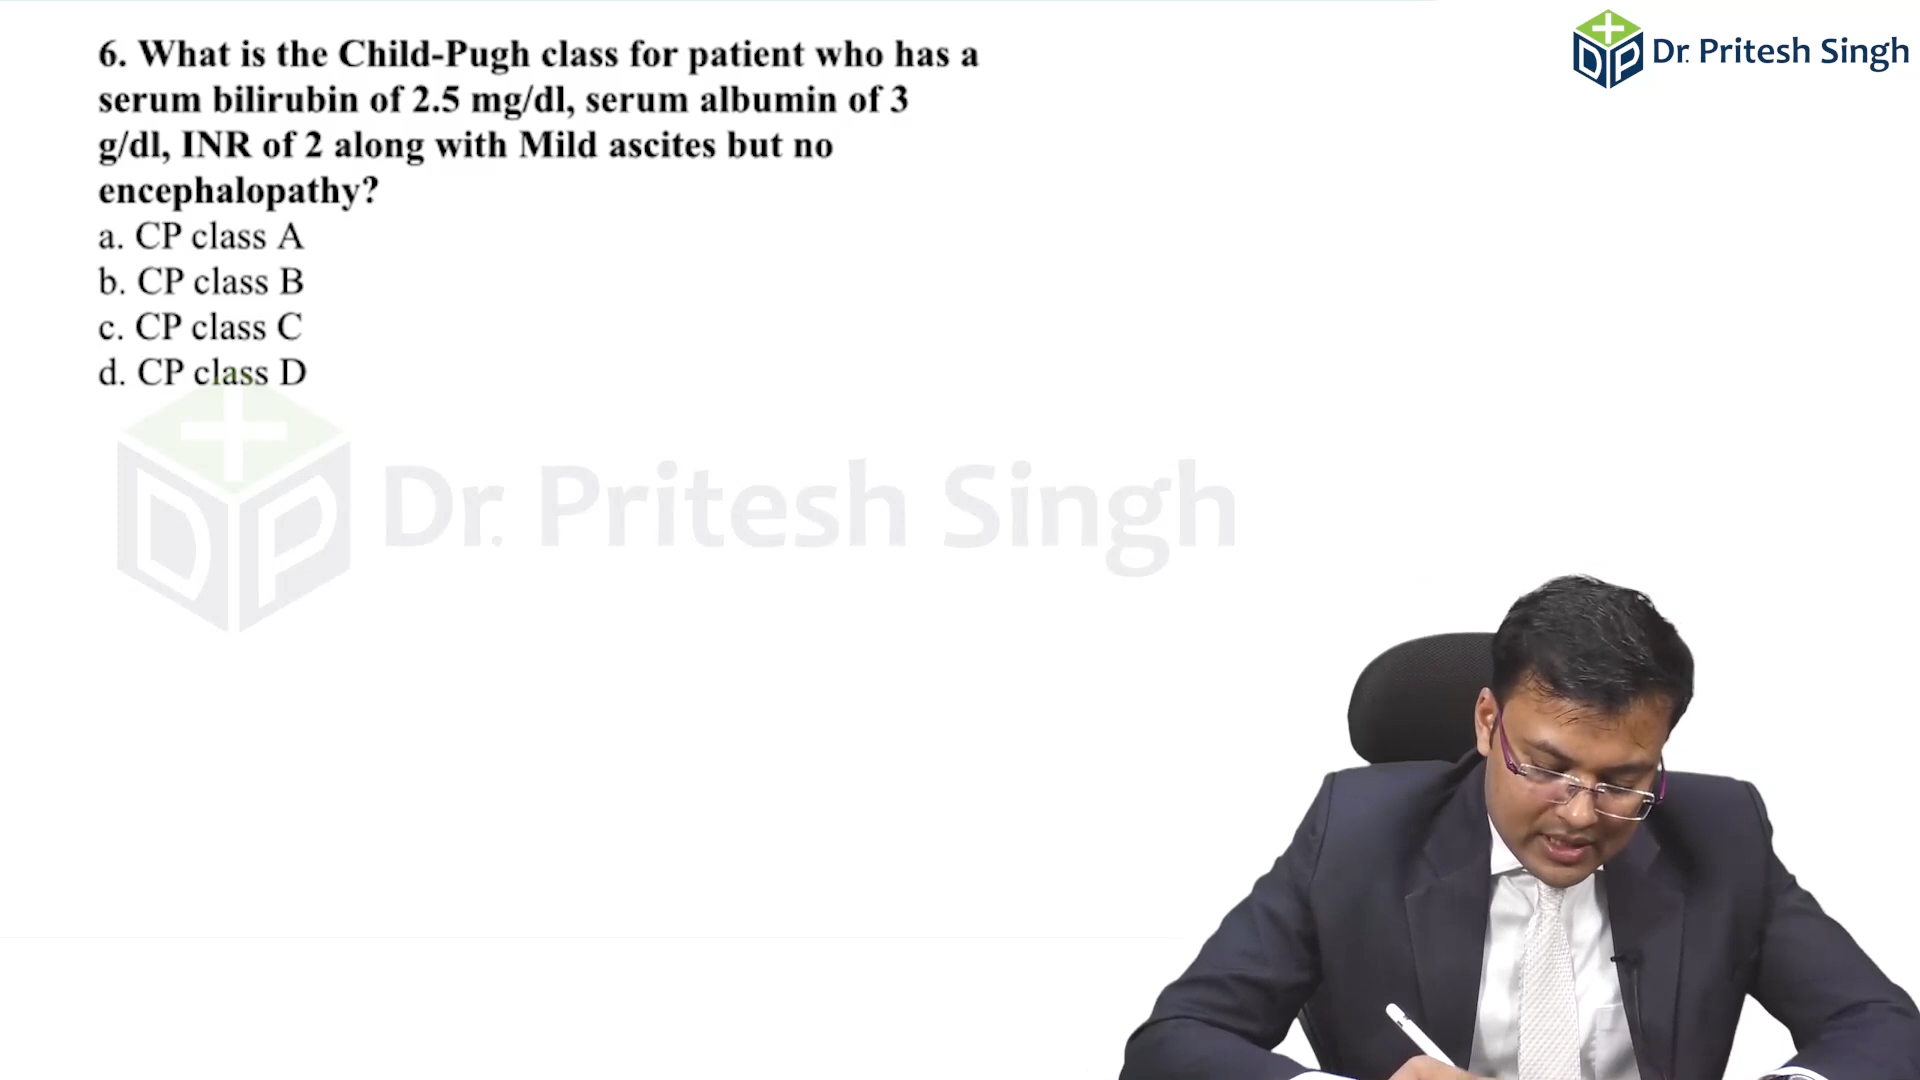 Dr. Pritesh Singh
6. What is the Child-Pugh class for patient who has a
serum bilirubin of 2.5 mg/dl, serum albumin of 3
g/dl, INR of 2 along with Mild ascites but no
encephalopathy?
a. CP class A
b. CP class B
c. CP class C
d. CP class D
DP Dr. Pritesh Singh